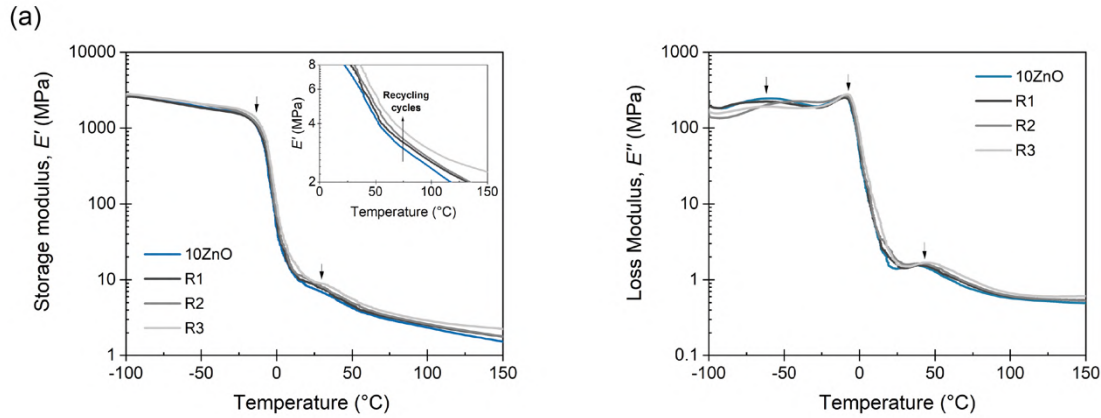 (a)
Storage modulus, E′ (MPa)
10000
1000
100
10
1
-100
-50
0
50
100
150
Temperature (°C)
10ZnO
R1
R2
R3
E′ (MPa)
8
4
2
0
50
100
150
Temperature (°C)
Recycling
cycles
Loss Modulus, E″ (MPa)
1000
100
10
1
0.1
-100
-50
0
50
100
150
Temperature (°C)
10ZnO
R1
R2
R3